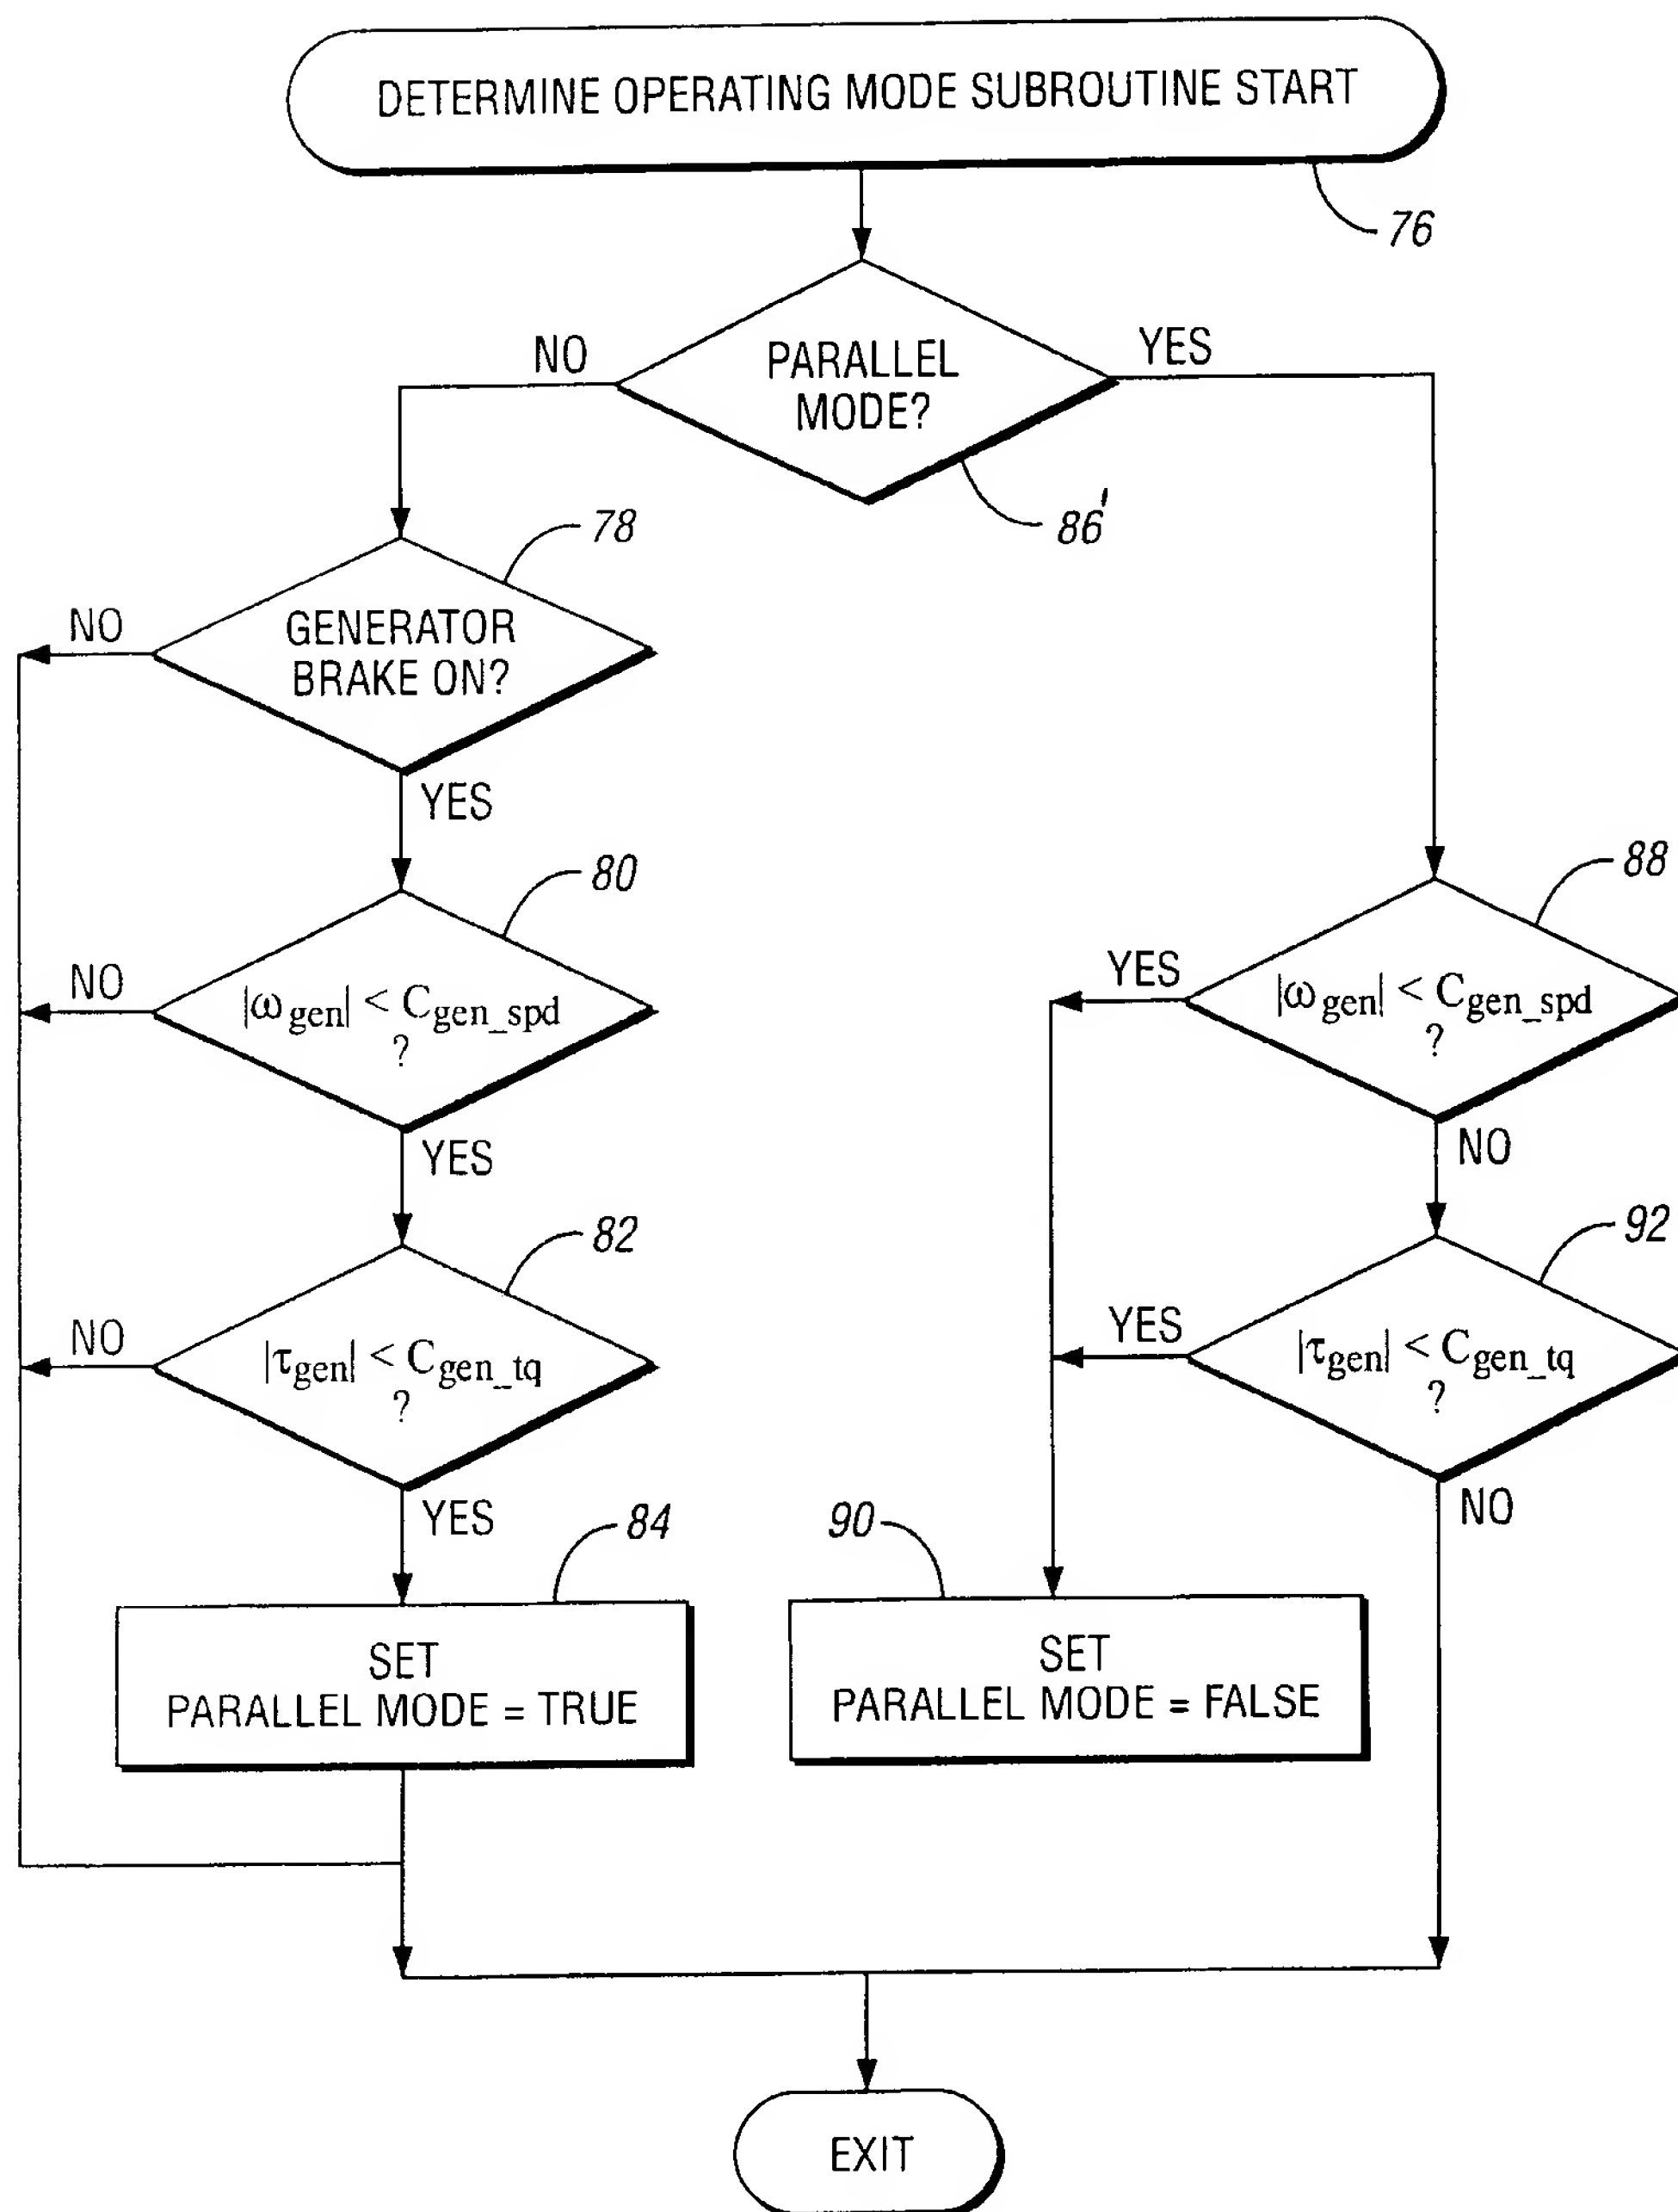 DETERMINE OPERATING MODE SUBROUTINE START
76
NO
PARALLEL
MODE?
YES
86'
78
NO
GENERATOR
BRAKE ON?
YES
80
NO
|ωgen| < Cgen_spd
?
YES
88
YES
|ωgen| < Cgen_spd
?
NO
82
NO
|τgen| < Cgen_tq
?
YES
92
YES
|τgen| < Cgen_tq
?
NO
84
SET
PARALLEL MODE = TRUE
90
SET
PARALLEL MODE = FALSE
EXIT